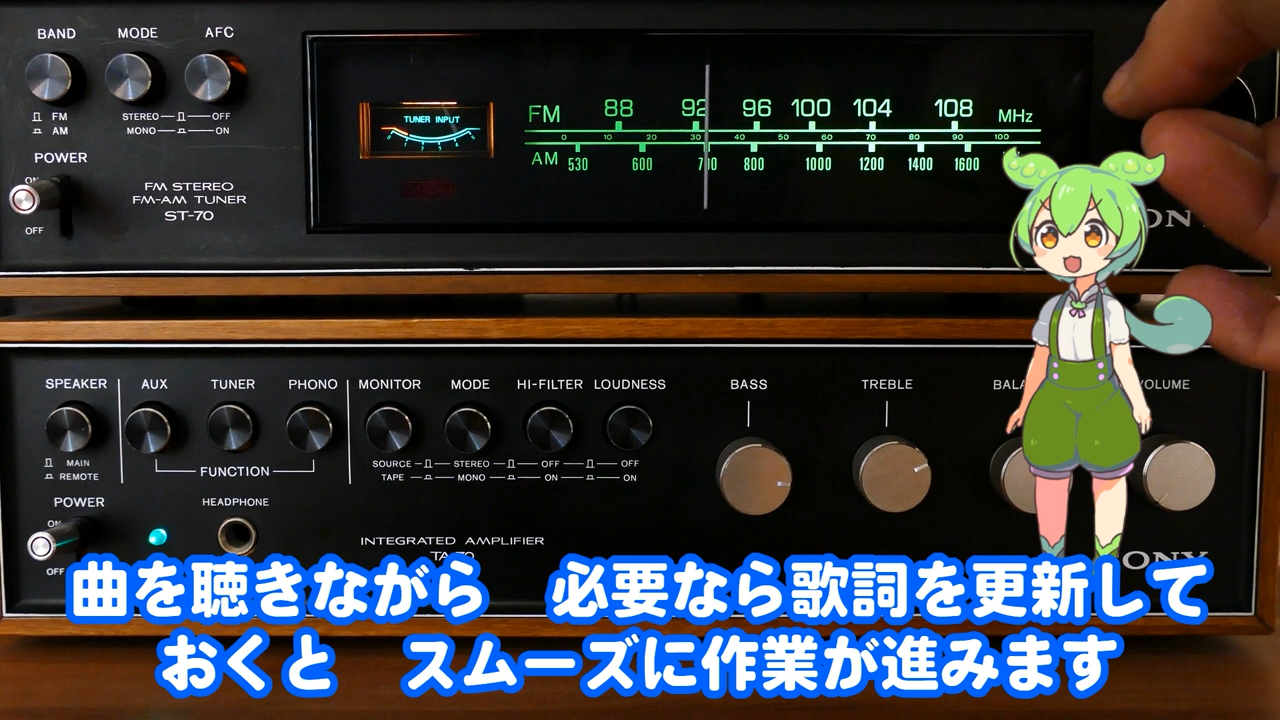 BAND MODE AFC
FM STEREO OFF
AM MONO ON
POWER
ON
OFF
FM STEREO
FM-AM TUNER
ST-70
TUNER INPUT
FM 88 92 96 100 104 108 MHz
0 10 20 30 40 50 60 70 80 90 100
AM 530 600 700 800 1000 1200 1400 1600
SPEAKER AUX TUNER PHONO MONITOR MODE HI-FILTER LOUDNESS BASS TREBLE VOLUME
MAIN
REMOTE
FUNCTION
SOURCE STEREO OFF OFF
TAPE MONO ON ON
POWER
ON
OFF
HEADPHONE
INTEGRATED AMPLIFIER
TA-70
曲を聴きながら 必要なら歌詞を更新して
おくと スムーズに作業が進みます